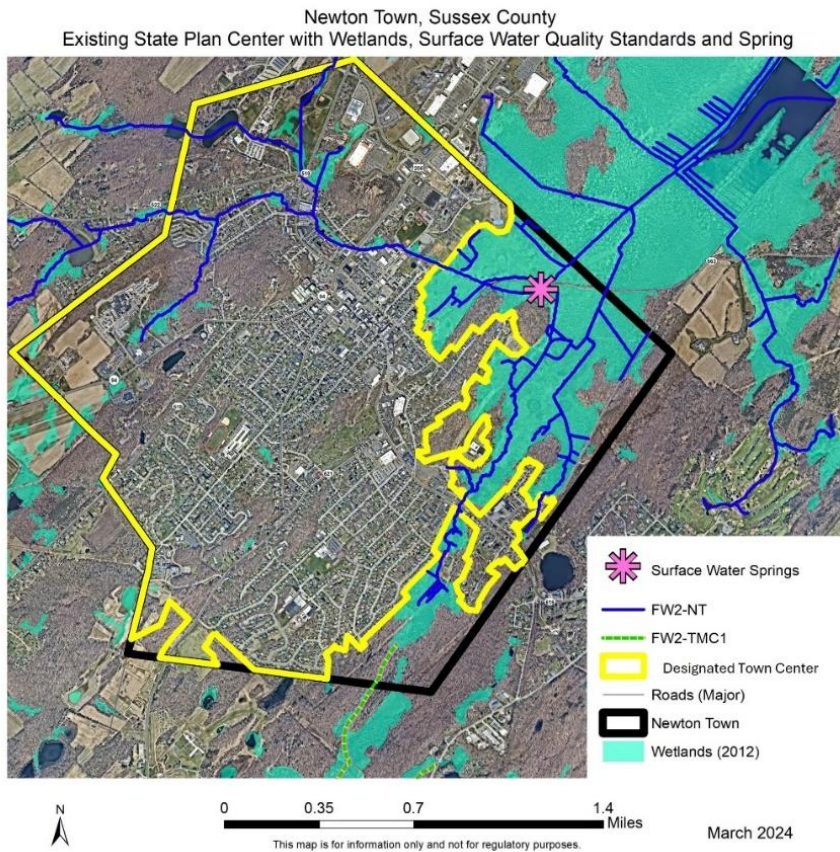 Newton Town, Sussex County
Existing State Plan Center with Wetlands, Surface Water Quality Standards and Spring
Surface Water Springs
FW2-NT
FW2-TMC1
Designated Town Center
Roads (Major)
Newton Town
Wetlands (2012)
N
0 0.35 0.7 1.4
Miles
This map is for information only and not for regulatory purposes.
March 2024